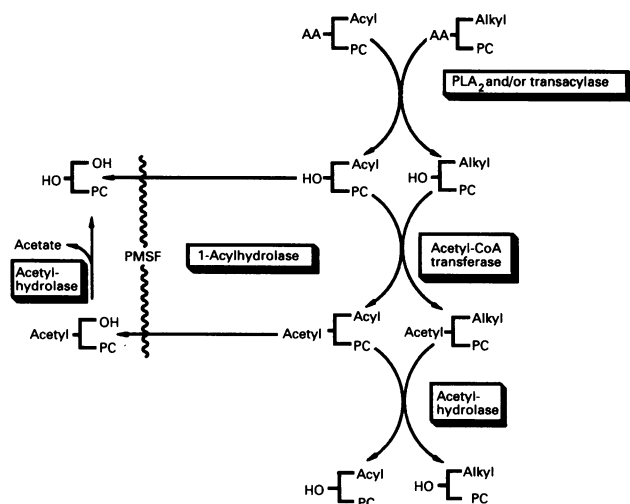 Acyl Alkyl
AA AA
PC PC
PLA2 and/or transacylase
OH Acyl Alkyl
HO HO HO
PC PC PC
Acetate
PMSF 1-Acylhydrolase Acetyl-CoA
transferase
Acetyl-
hydrolase
OH Acyl Alkyl
Acetyl Acetyl Acetyl
PC PC PC
Acetyl-
hydrolase
Acyl Alkyl
HO HO
PC PC